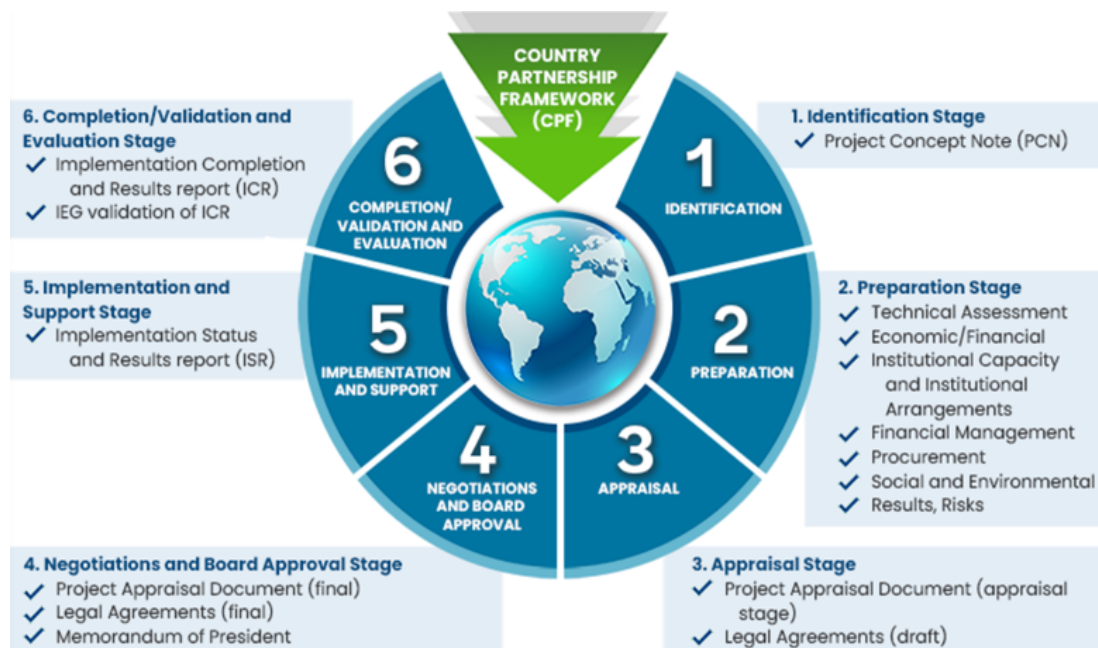 COUNTRY
PARTNERSHIP
FRAMEWORK
(CPF)
1
IDENTIFICATION
2
PREPARATION
3
APPRAISAL
4
NEGOTIATIONS
AND BOARD
APPROVAL
5
IMPLEMENTATION
AND SUPPORT
6
COMPLETION/
VALIDATION AND
EVALUATION
1. Identification Stage
Project Concept Note (PCN)
2. Preparation Stage
Technical Assessment
Economic/Financial
Institutional Capacity
and Institutional
Arrangements
Financial Management
Procurement
Social and Environmental
Results, Risks
3. Appraisal Stage
Project Appraisal Document (appraisal
stage)
Legal Agreements (draft)
4. Negotiations and Board Approval Stage
Project Appraisal Document (final)
Legal Agreements (final)
Memorandum of President
5. Implementation and
Support Stage
Implementation Status
and Results report (ISR)
6. Completion/Validation and
Evaluation Stage
Implementation Completion
and Results report (ICR)
IEG validation of ICR